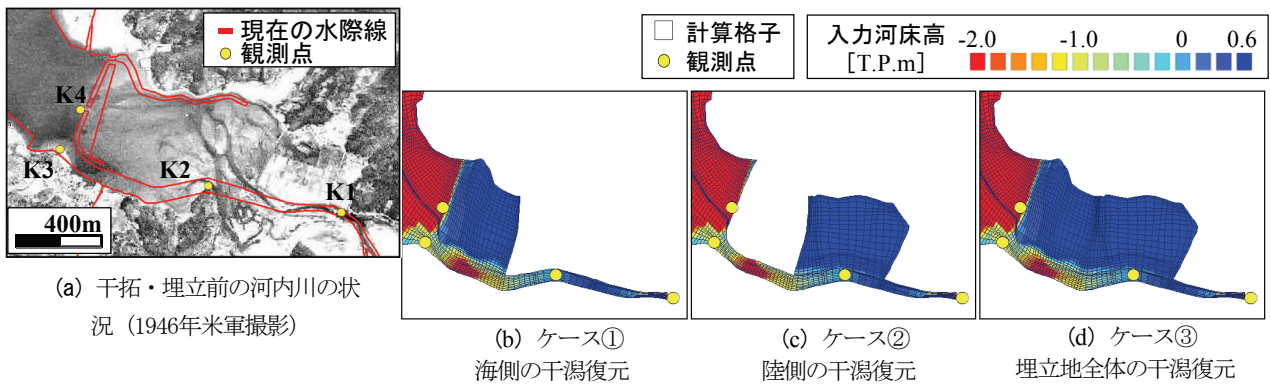 現在の水際線
観測点
K4
K3
K2
K1
400m
(a) 干拓・埋立前の河内川の状
況（1946年米軍撮影）
計算格子
観測点
入力河床高
[T.P.m]
-2.0 -1.0 0 0.6
(b) ケース①
海側の干潟復元
(c) ケース②
陸側の干潟復元
(d) ケース③
埋立地全体の干潟復元